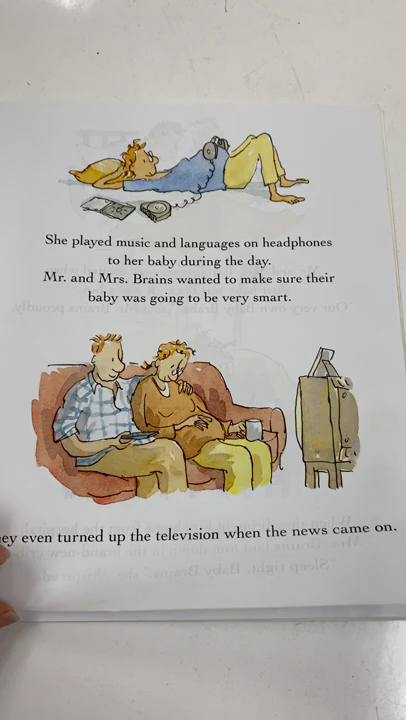 She played music and languages on headphones
to her baby during the day.
Mr. and Mrs. Brains wanted to make sure their
baby was going to be very smart.
ey even turned up the television when the news came on.